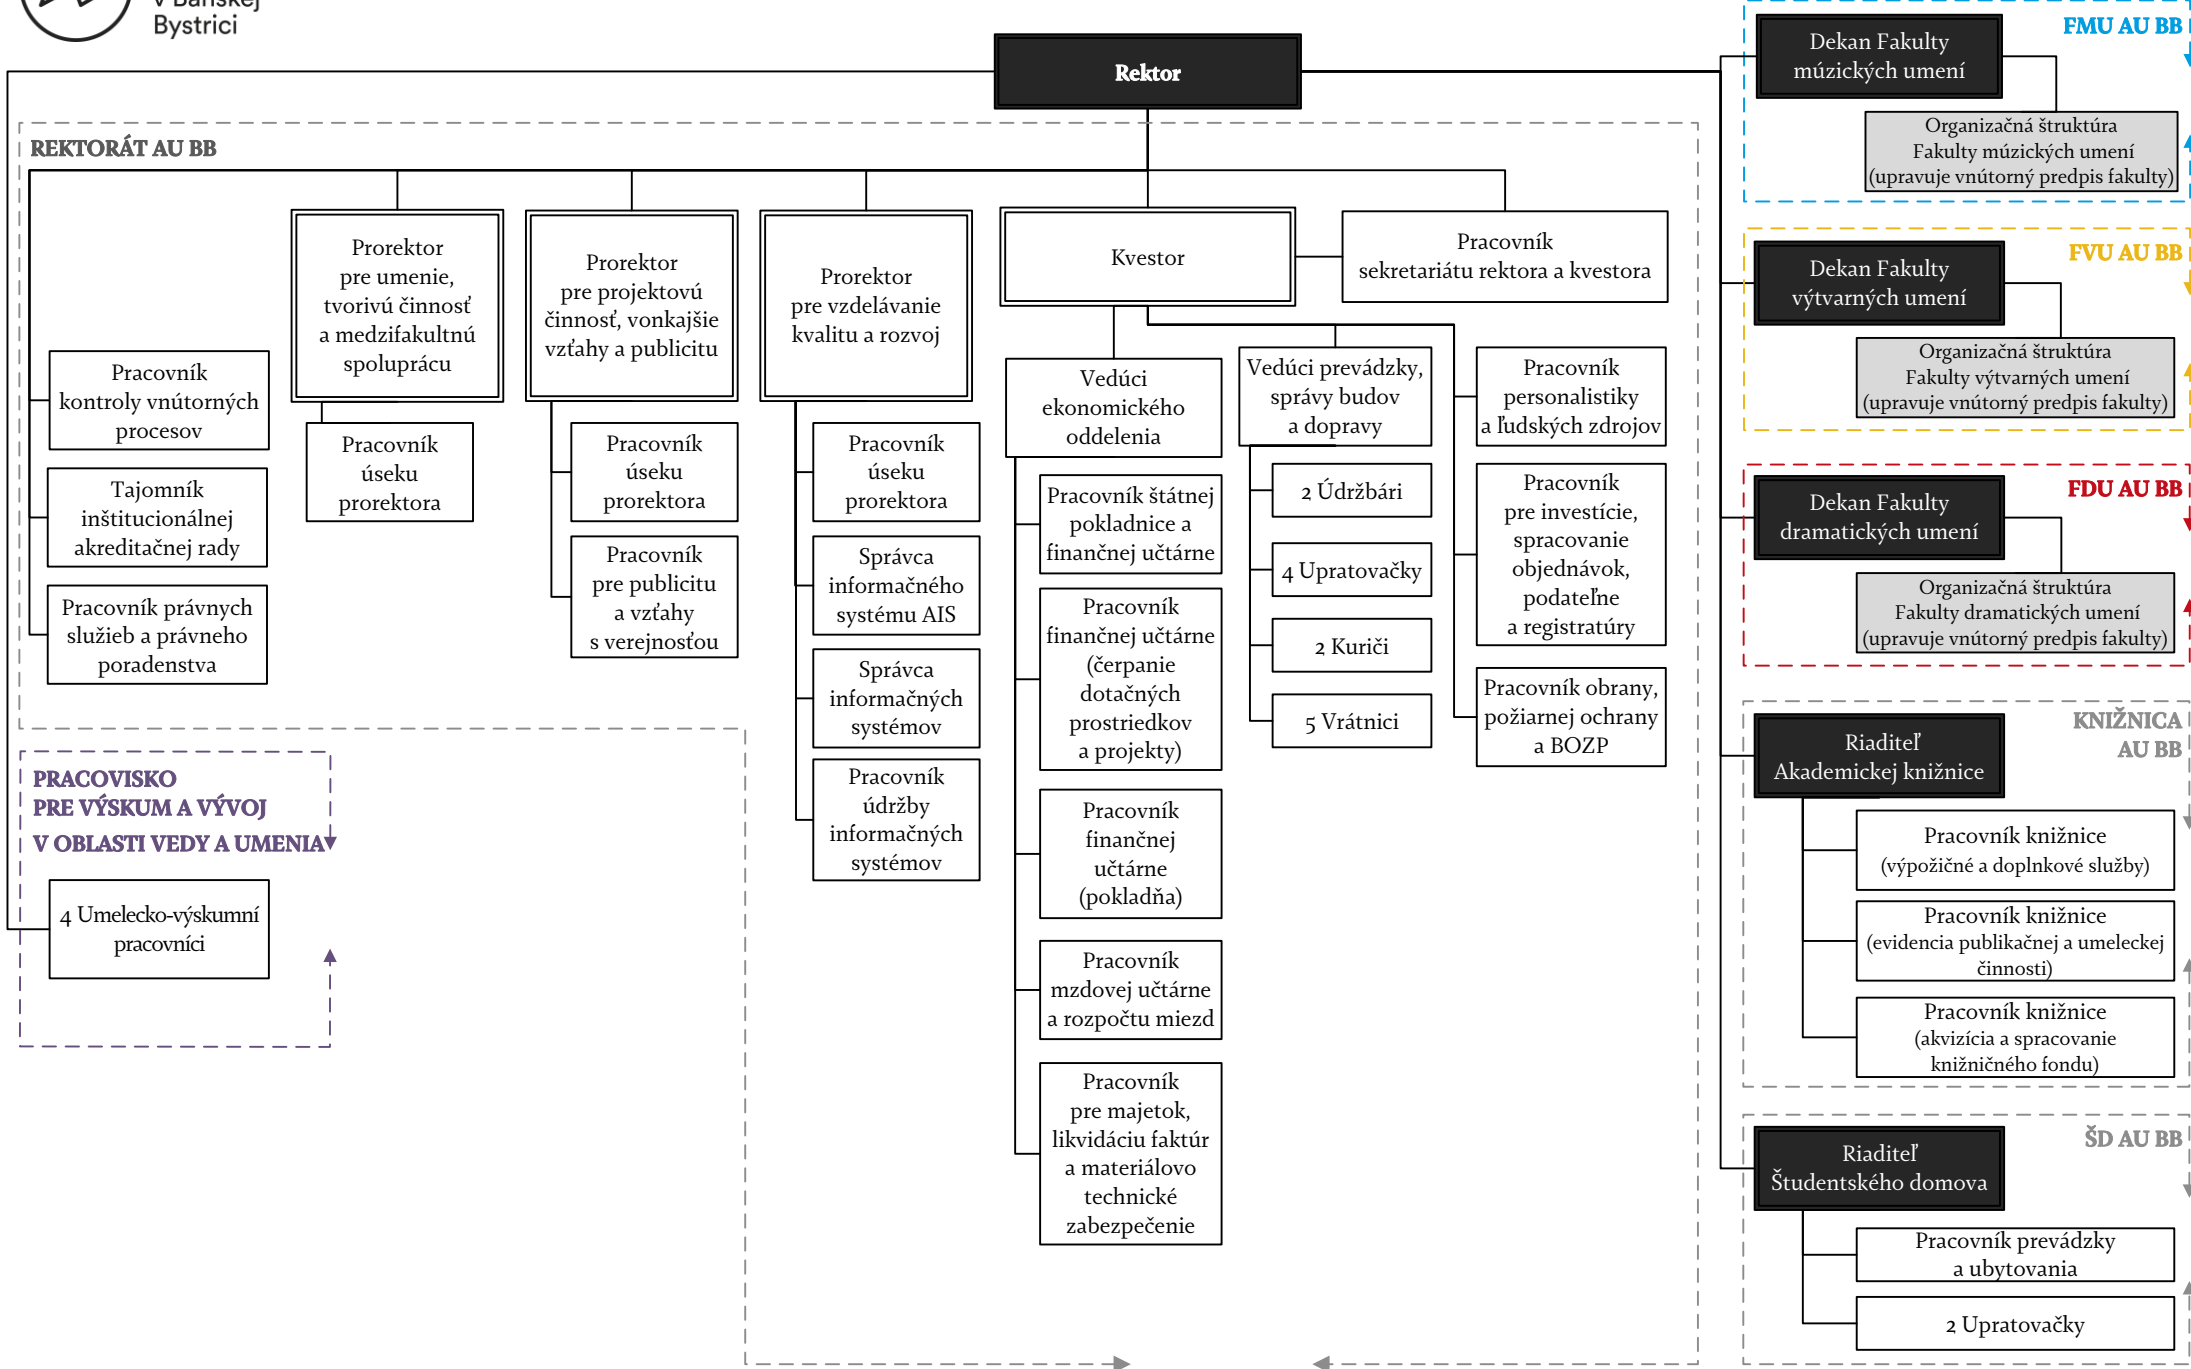 v Banskej
Bystrici
Rektor
REKTORÁT AU BB
Pracovník
kontroly vnútorných
procesov
Tajomník
inštitucionálnej
akreditačnej rady
Pracovník právnych
služieb a právneho
poradenstva
Prorektor
pre umenie,
tvorivú činnosť
a medzifakultnú
spoluprácu
Pracovník
úseku
prorektora
Prorektor
pre projektovú
činnosť, vonkajšie
vzťahy a publicitu
Pracovník
úseku
prorektora
Pracovník
pre publicitu
a vzťahy
s verejnosťou
Prorektor
pre vzdelávanie
kvalitu a rozvoj
Pracovník
úseku
prorektora
Správca
informačného
systému AIS
Správca
informačných
systémov
Pracovník
údržby
informačných
systémov
Kvestor
Pracovník
sekretariátu rektora a kvestora
Vedúci
ekonomického
oddelenia
Pracovník štátnej
pokladnice a
finančnej učtárne
Pracovník
finančnej učtárne
(čerpanie
dotačných
prostriedkov
a projekty)
Pracovník
finančnej
učtárne
(pokladňa)
Pracovník
mzdovej učtárne
a rozpočtu miezd
Pracovník
pre majetok,
likvidáciu faktúr
a materiálovo
technické
zabezpečenie
Vedúci prevádzky,
správy budov
a dopravy
2 Údržbári
4 Upratovačky
2 Kuriči
5 Vrátnici
Pracovník
personalistiky
a ľudských zdrojov
Pracovník
pre investície,
spracovanie
objednávok,
podateľne
a registratúry
Pracovník obrany,
požiarnej ochrany
a BOZP
PRACOVISKO
PRE VÝSKUM A VÝVOJ
V OBLASTI VEDY A UMENIA
4 Umelecko-výskumní
pracovníci
FMU AU BB
Dekan Fakulty
múzických umení
Organizačná štruktúra
Fakulty múzických umení
(upravuje vnútorný predpis fakulty)
FVU AU BB
Dekan Fakulty
výtvarných umení
Organizačná štruktúra
Fakulty výtvarných umení
(upravuje vnútorný predpis fakulty)
FDU AU BB
Dekan Fakulty
dramatických umení
Organizačná štruktúra
Fakulty dramatických umení
(upravuje vnútorný predpis fakulty)
KNIŽNICA
AU BB
Riaditeľ
Akademickej knižnice
Pracovník knižnice
(výpožičné a doplnkové služby)
Pracovník knižnice
(evidencia publikačnej a umeleckej
činnosti)
Pracovník knižnice
(akvizícia a spracovanie
knižničného fondu)
ŠD AU BB
Riaditeľ
Študentského domova
Pracovník prevádzky
a ubytovania
2 Upratovačky